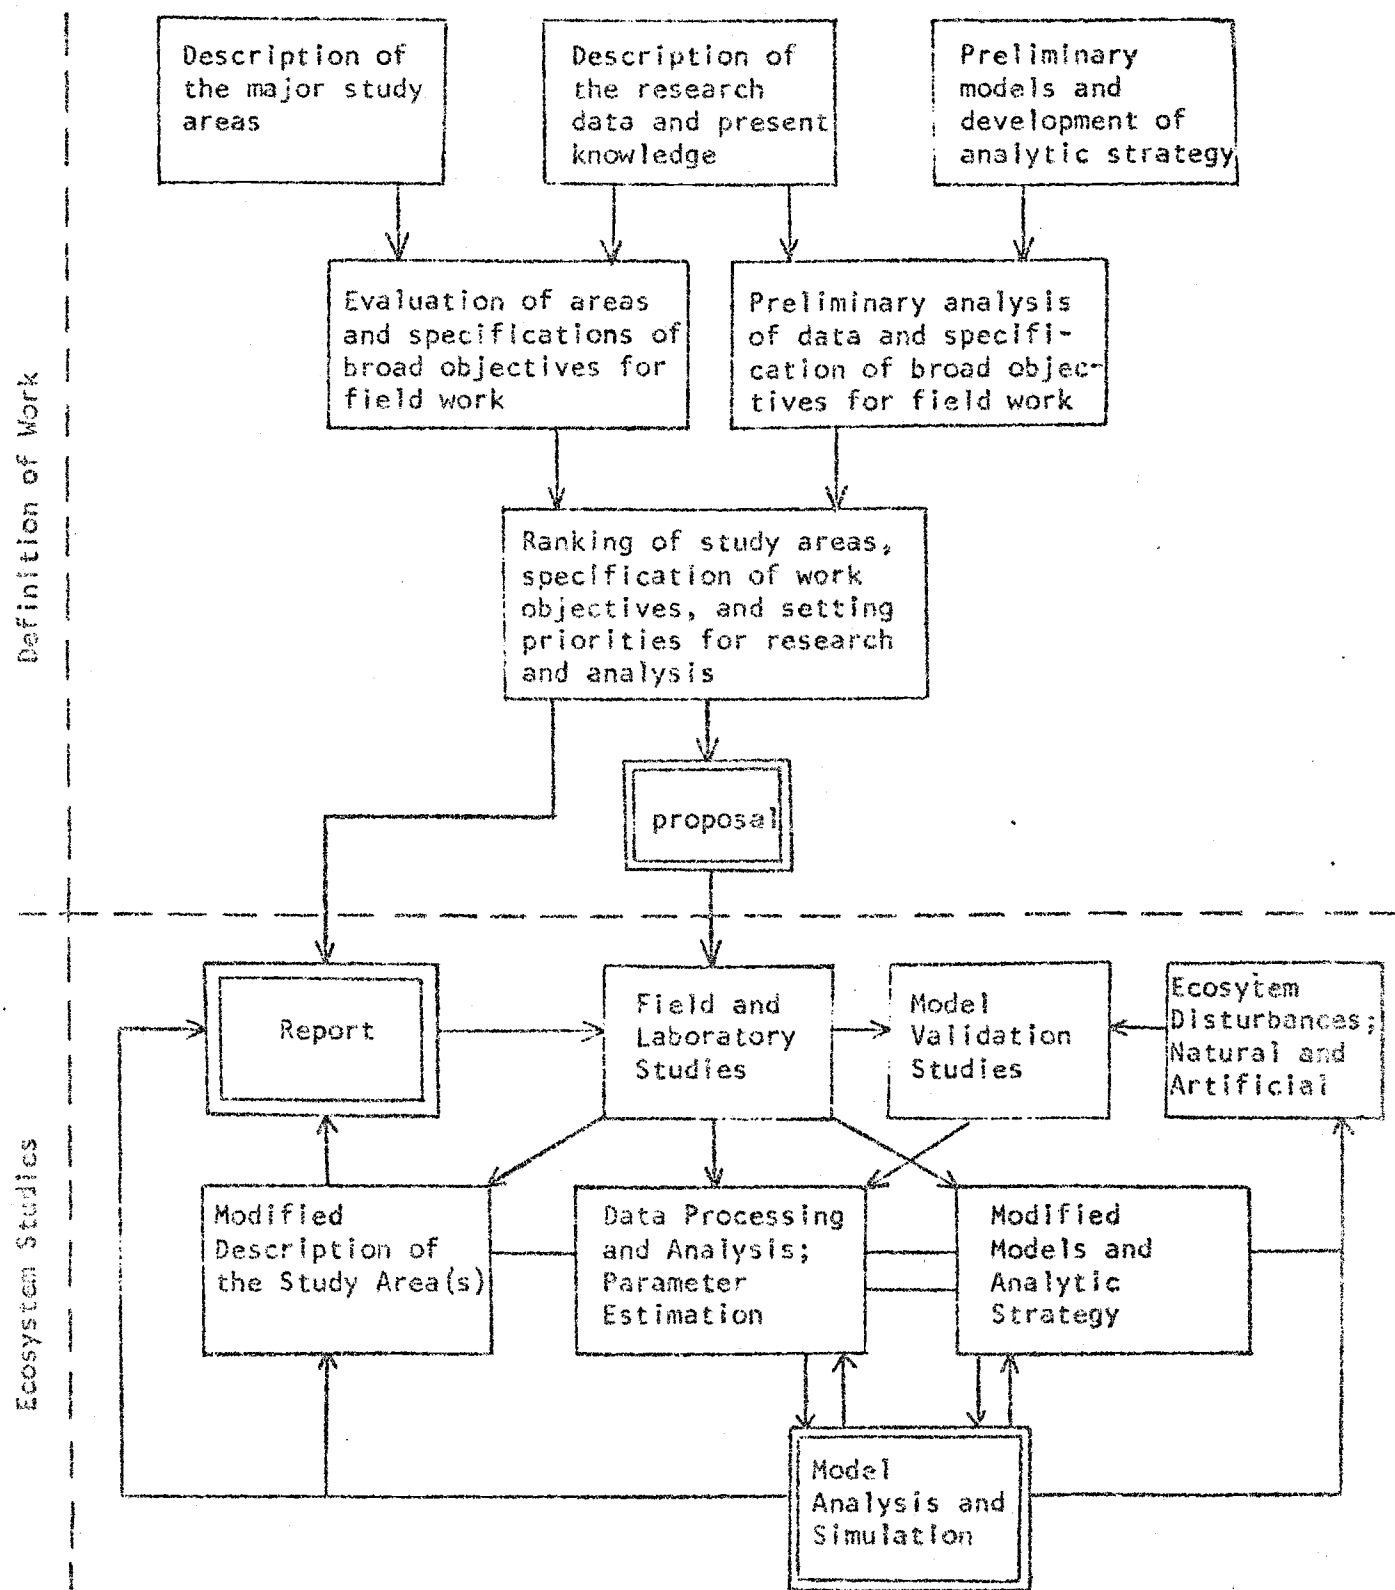 Description of
the major study
areas
Description of
the research
data and present
knowledge
Preliminary
models and
development of
analytic strategy
Evaluation of areas
and specifications of
broad objectives for
field work
Preliminary analysis
of data and specifi-
cation of broad objec-
tives for field work
Definition of Work
Ranking of study areas,
specification of work
objectives, and setting
priorities for research
and analysis
proposal
Report
Field and
Laboratory
Studies
Model
Validation
Studies
Ecosytem
Disturbances;
Natural and
Artificial
Ecosystem Studies
Modified
Description of
the Study Area(s)
Data Processing
and Analysis;
Parameter
Estimation
Modified
Models and
Analytic
Strategy
Model
Analysis and
Simulation